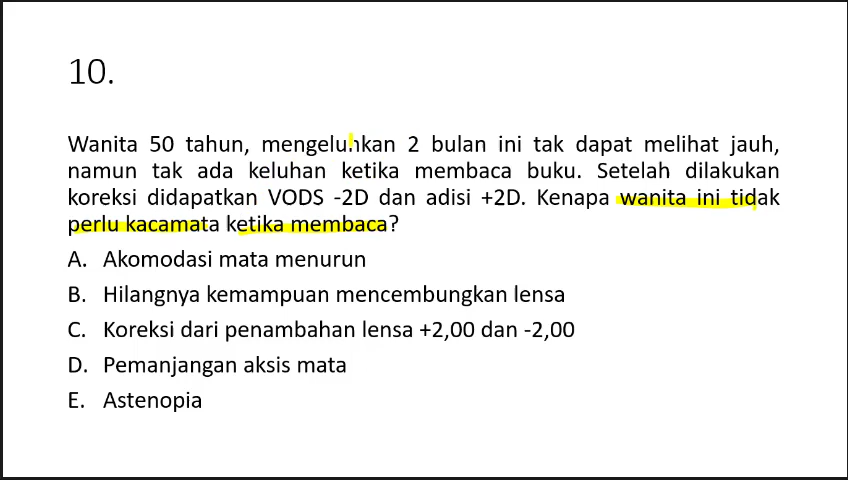 10.
Wanita 50 tahun, mengeluhkan 2 bulan ini tak dapat melihat jauh,
namun tak ada keluhan ketika membaca buku. Setelah dilakukan
koreksi didapatkan VODS -2D dan adisi +2D. Kenapa wanita ini tidak
perlu kacamata ketika membaca?
A. Akomodasi mata menurun
B. Hilangnya kemampuan mencembungkan lensa
C. Koreksi dari penambahan lensa +2,00 dan -2,00
D. Pemanjangan aksis mata
E. Astenopia